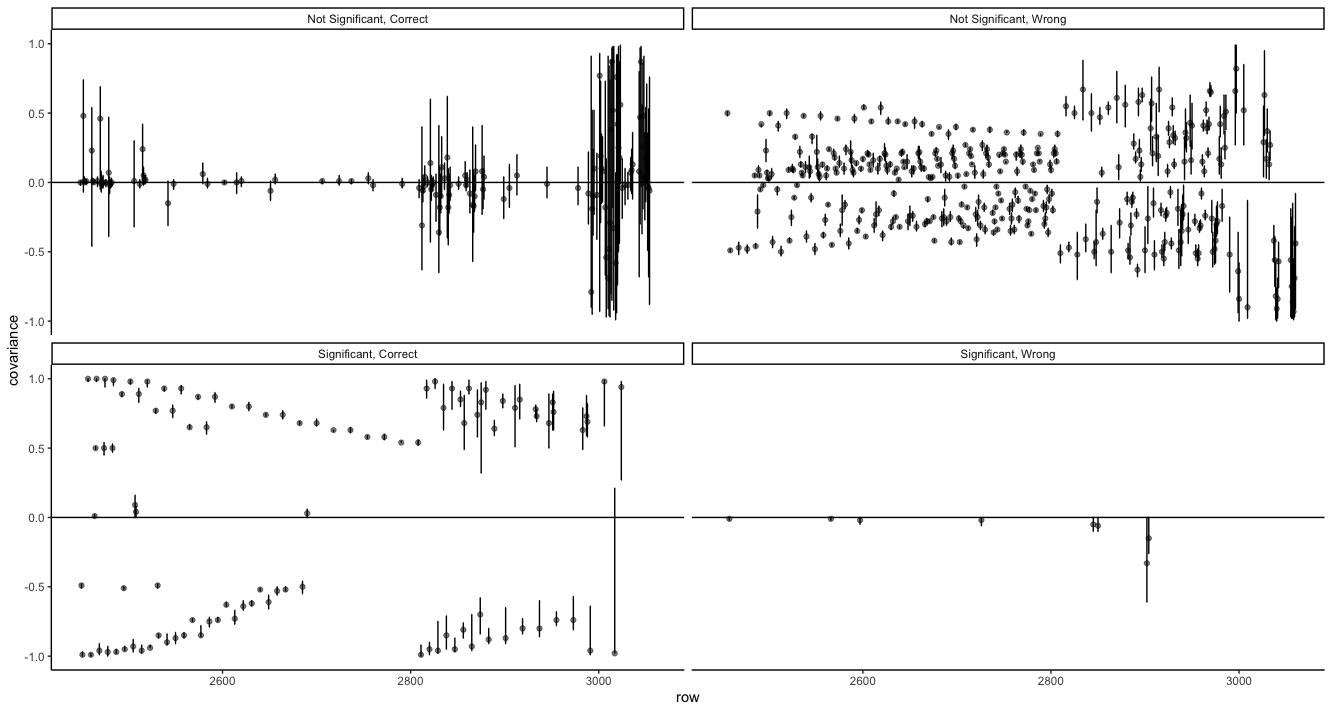 Not Significant, Correct
Not Significant, Wrong
1.0
0.5
0.0
-0.5
-1.0
covariance
Significant, Correct
Significant, Wrong
1.0
0.5
0.0
-0.5
-1.0
2600
2800
3000
2600
2800
3000
row